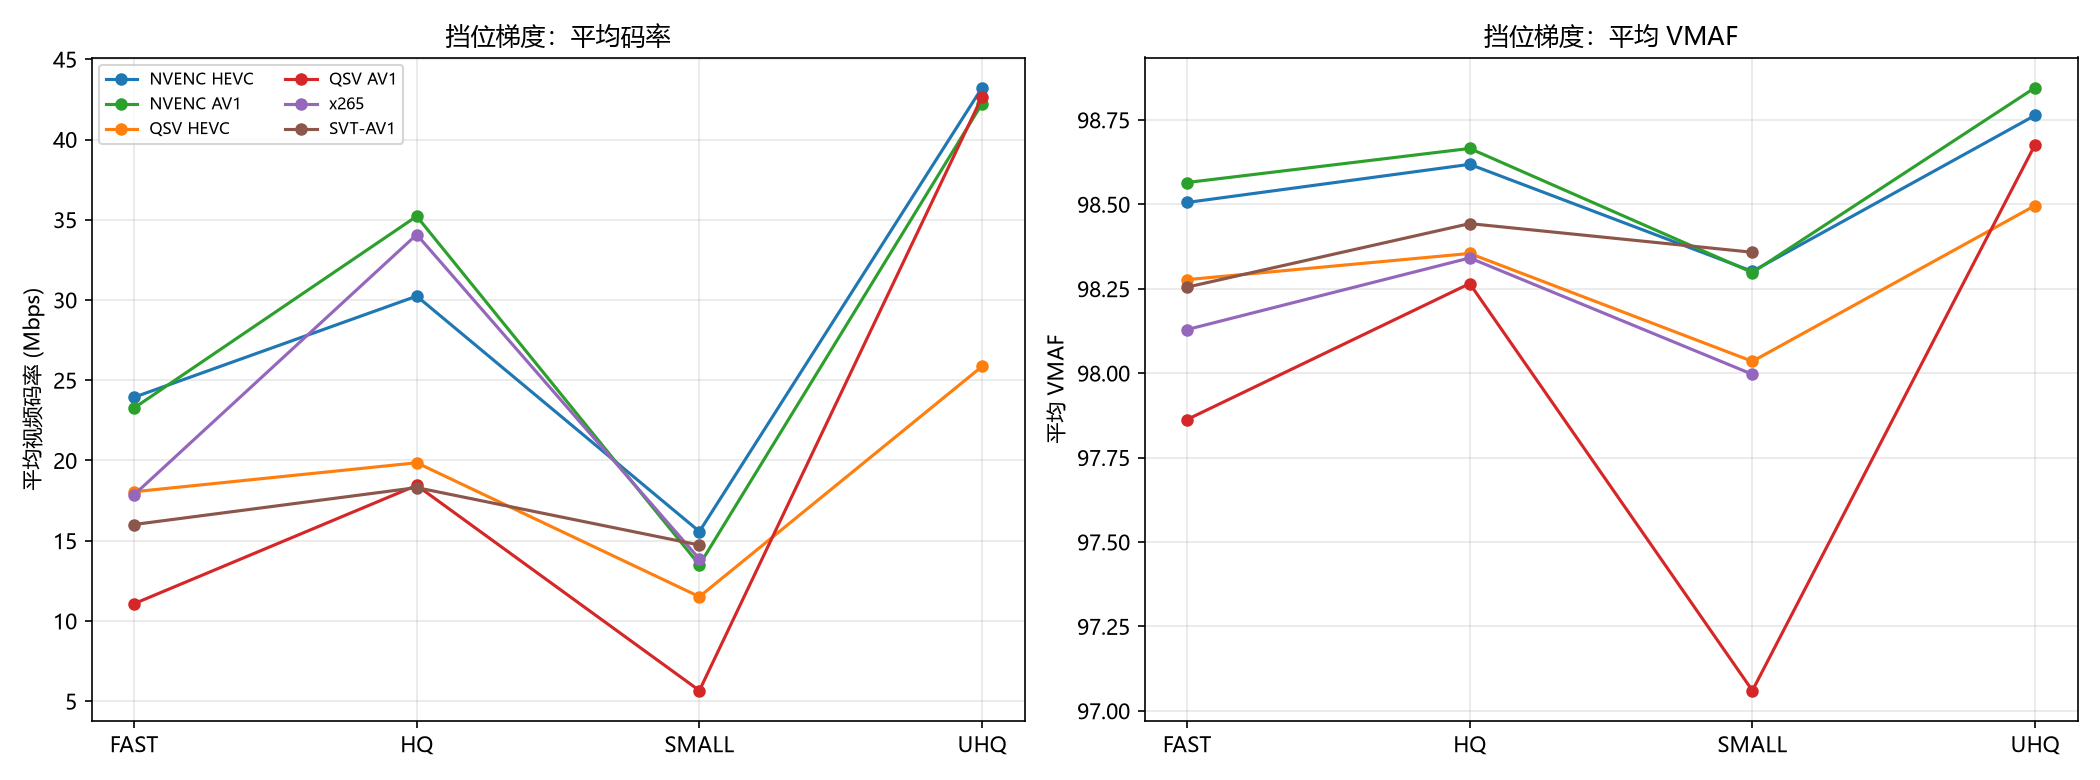 挡位梯度：平均码率
平均视频码率 (Mbps)
45
40
35
30
25
20
15
10
5
NVENC HEVC
NVENC AV1
QSV HEVC
QSV AV1
x265
SVT-AV1
FAST
HQ
SMALL
UHQ
挡位梯度：平均 VMAF
平均 VMAF
98.75
98.50
98.25
98.00
97.75
97.50
97.25
97.00
FAST
HQ
SMALL
UHQ